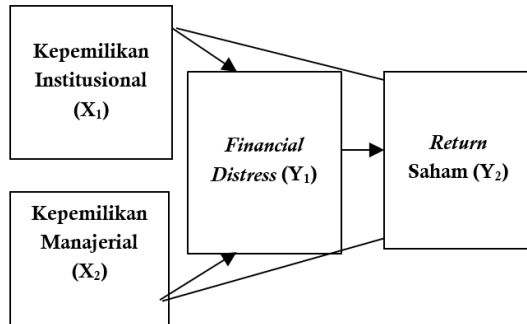 Kepemilikan
Institusional
(X₁)
Financial
Distress (Y₁)
Return
Saham (Y₂)
Kepemilikan
Manajerial
(X₂)